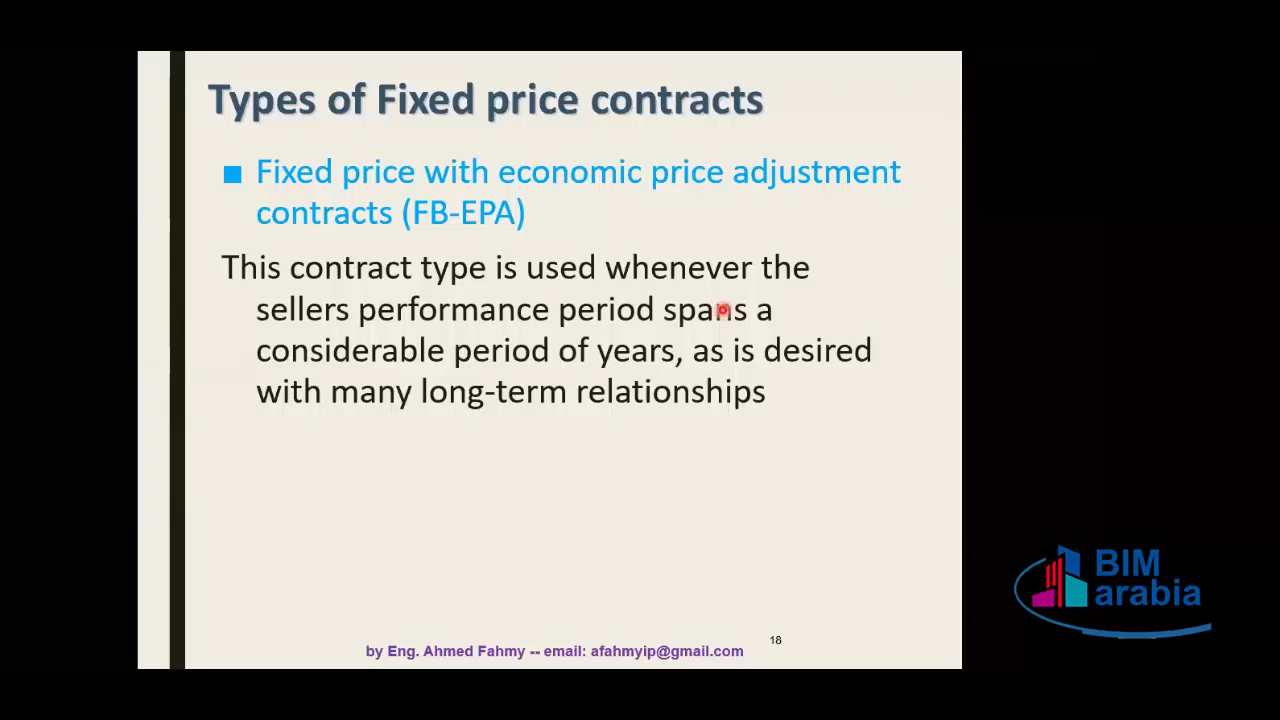 Types of Fixed price contracts
■ Fixed price with economic price adjustment
contracts (FB-EPA)
This contract type is used whenever the
sellers performance period spans a
considerable period of years, as is desired
with many long-term relationships
18
by Eng. Ahmed Fahmy -- email: afahmyip@gmail.com
BIM
arabia